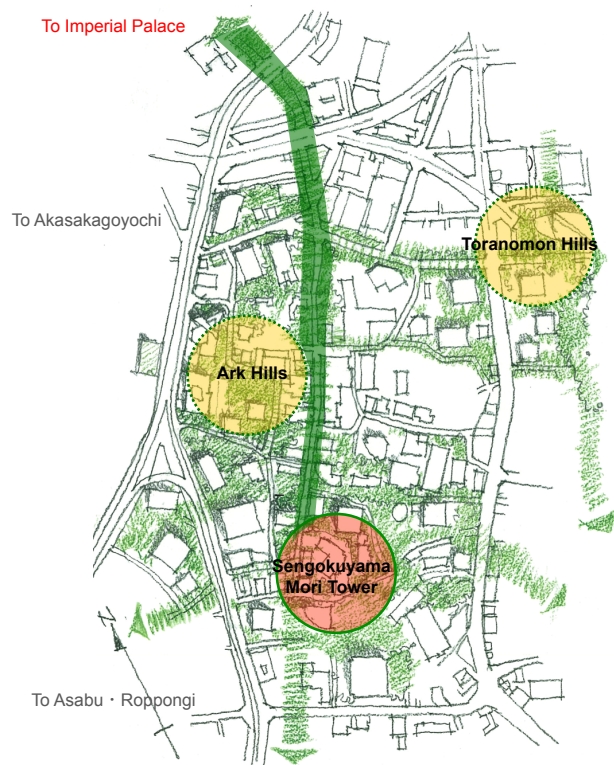 To Imperial Palace
To Akasakagoyochi
Toranomon Hills
Ark Hills
Sengokuyama
Mori Tower
N
To Asabu・Roppongi